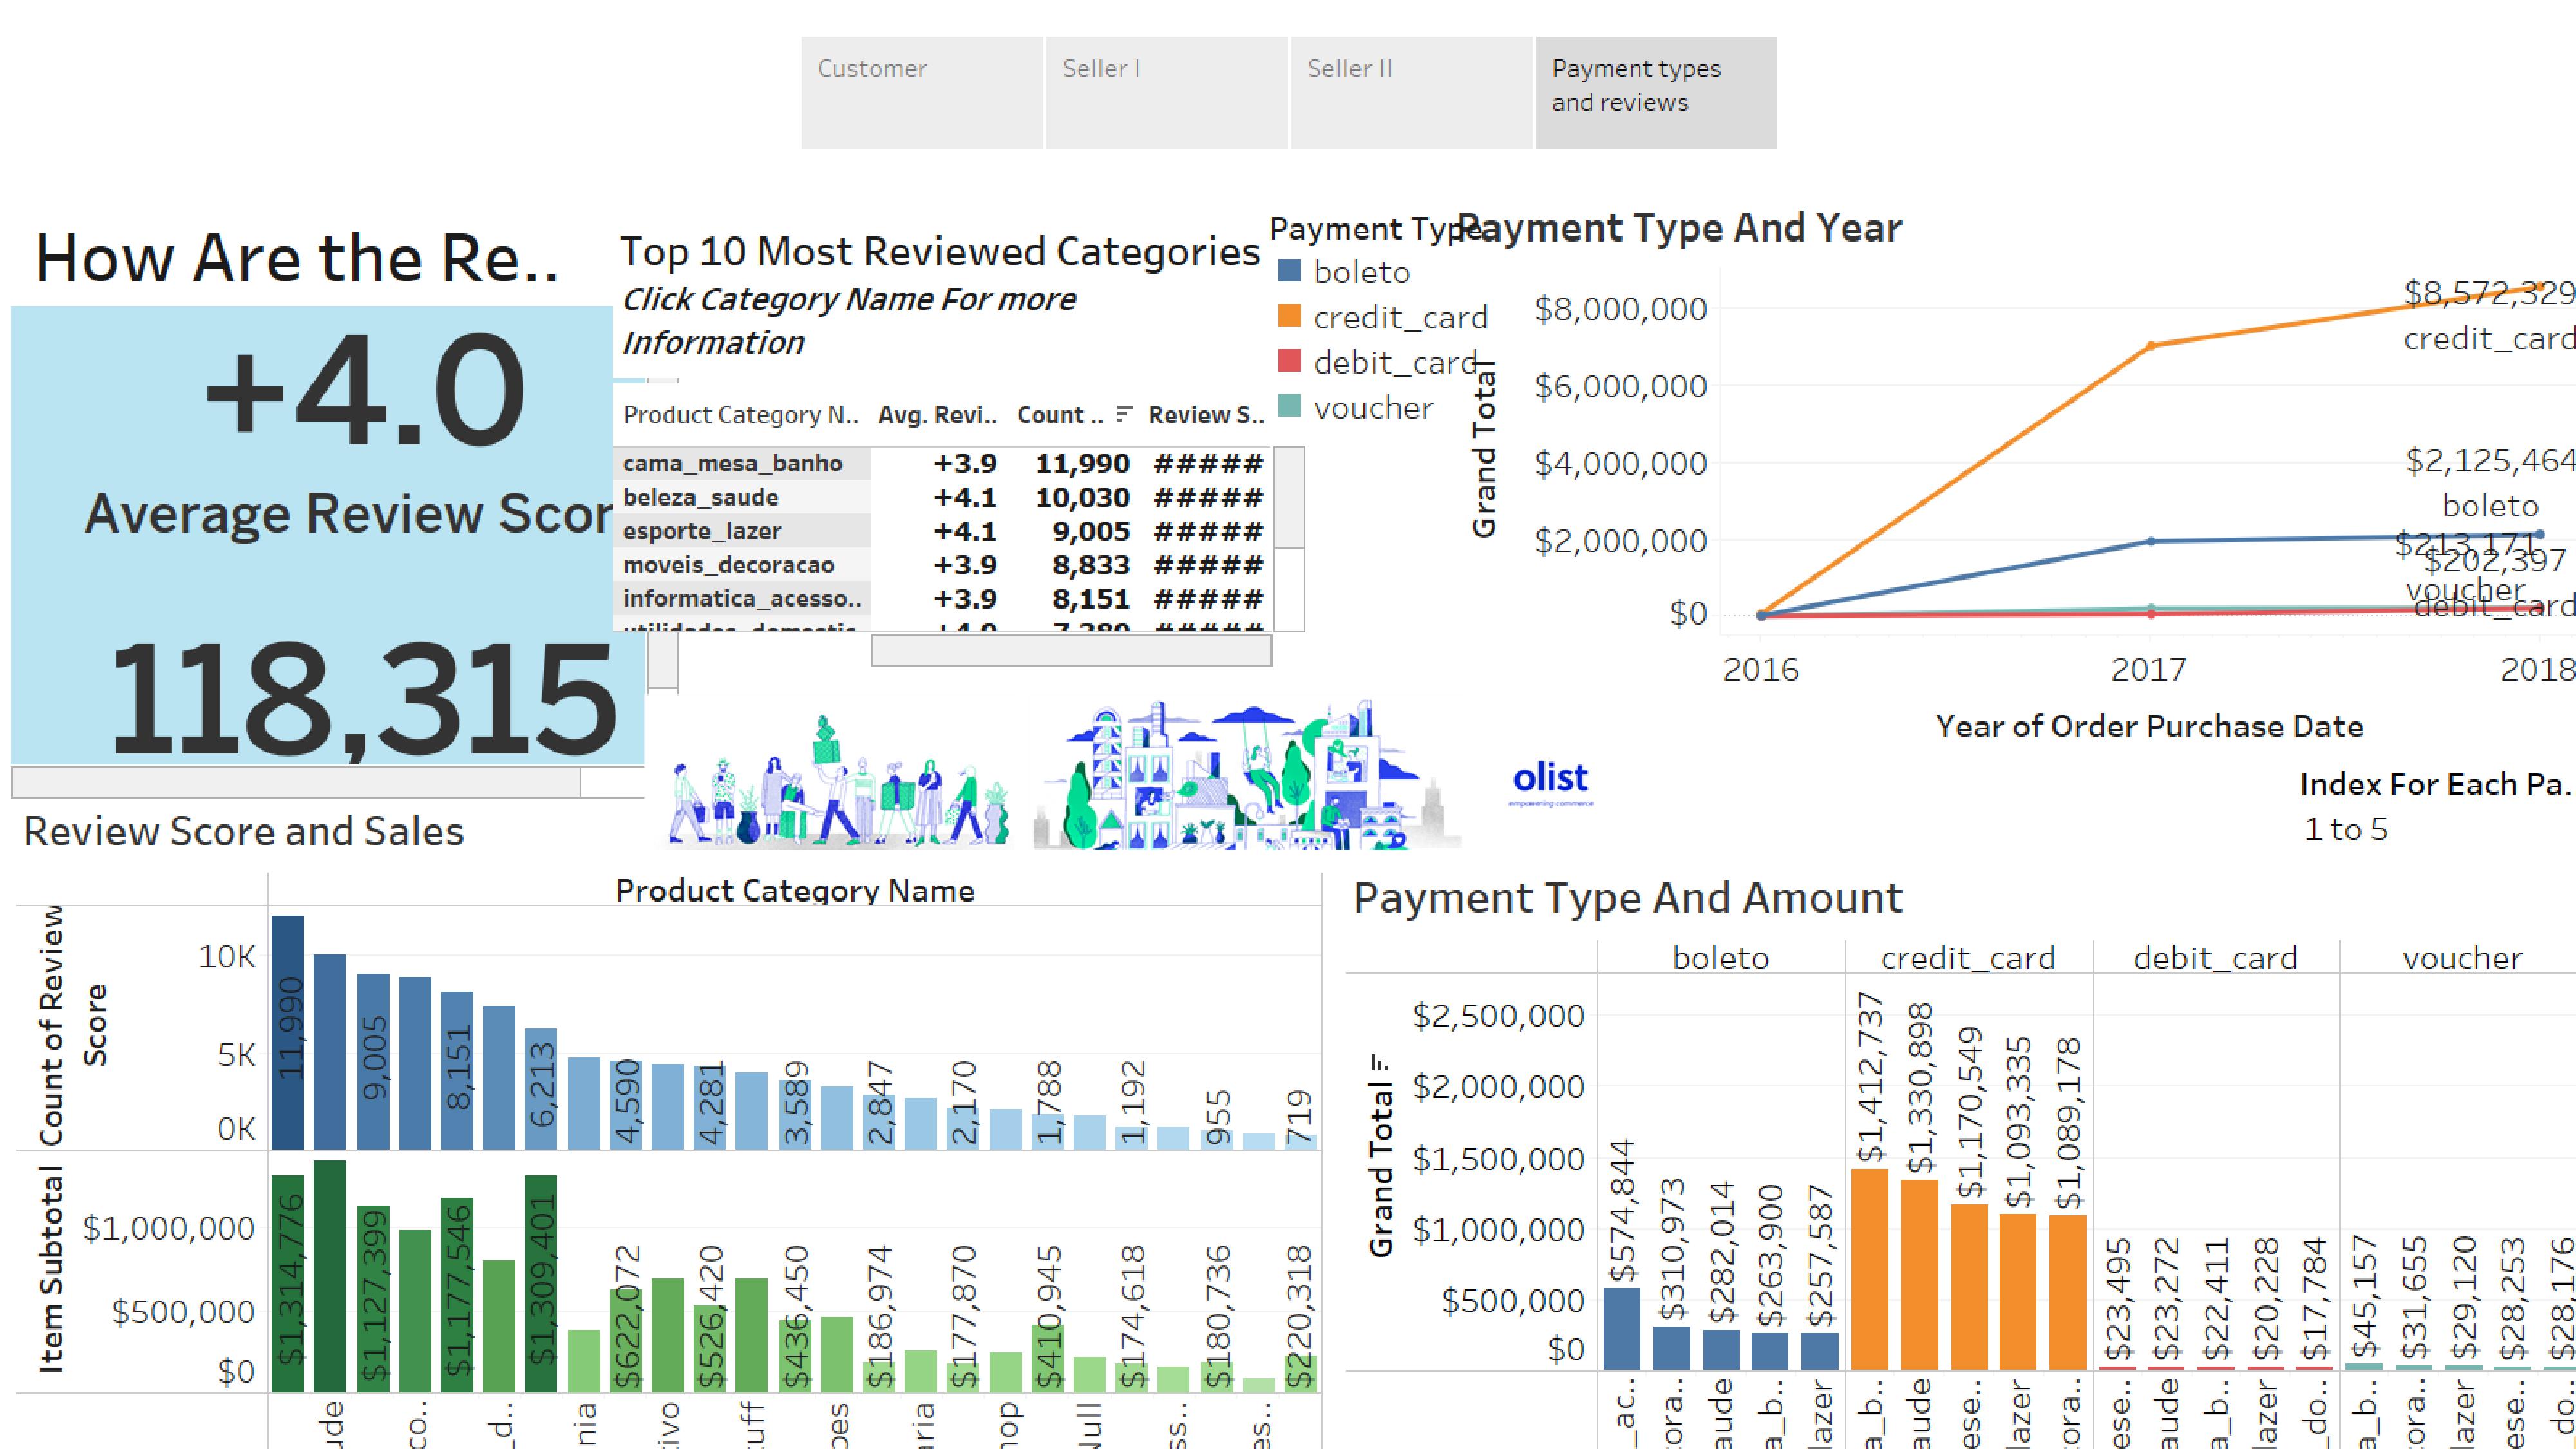 Customer
Seller I
Seller II
Payment types
and reviews
How Are the Re..
+4.0
Average Review Scor
118,315
Top 10 Most Reviewed Categories
Click Category Name For more
Information
Product Category N.. Avg. Revi.. Count .. Review S..
cama_mesa_banho +3.9 11,990 #####
beleza_saude +4.1 10,030 #####
esporte_lazer +4.1 9,005 #####
moveis_decoracao +3.9 8,833 #####
informatica_acesso.. +3.9 8,151 #####
Payment Type
boleto
credit_card
debit_card
voucher
Payment Type And Year
Grand Total
$8,000,000
$6,000,000
$4,000,000
$2,000,000
$0
$8,572,329
credit_card
$2,125,464
boleto
$213,171
$202,397
voucher
debit_card
2016 2017 2018
Year of Order Purchase Date
olist
empowering commerce
Index For Each Pa.
1 to 5
Review Score and Sales
Product Category Name
Count of Review
Score
10K
5K
0K
11,990
9,005
8,151
6,213
4,590
4,281
3,589
2,847
2,170
1,788
1,192
955
719
Item Subtotal
$1,000,000
$500,000
$0
$1,314,776
$1,127,399
$1,177,546
$1,309,401
$622,072
$526,420
$436,450
$186,974
$177,870
$410,945
$174,618
$180,736
$220,318
ude
co..
_d..
nia
tivo
uff
oes
aria
hop
Null
ss..
es..
Payment Type And Amount
boleto credit_card debit_card voucher
Grand Total
$2,500,000
$2,000,000
$1,500,000
$1,000,000
$500,000
$0
$574,844
$310,973
$282,014
$263,900
$257,587
$1,412,737
$1,330,898
$1,170,549
$1,093,335
$1,089,178
$23,495
$23,272
$22,411
$20,228
$17,784
$45,157
$31,655
$29,120
$28,253
$28,176
_ac..
ora..
aude
a_b..
lazer
a_b..
aude
ese..
lazer
ora..
ese..
aude
a_b..
lazer
_do..
a_b..
ora..
lazer
ese..
_do..